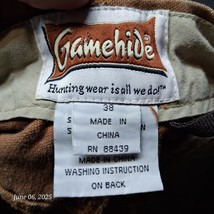 Gamehide®
Hunting wear is all we do!™
38
S
S
MADE IN
CHINA
RN 88439
MADE IN CHINA
WASHING INSTRUCTION
ON BACK
June 06, 2025